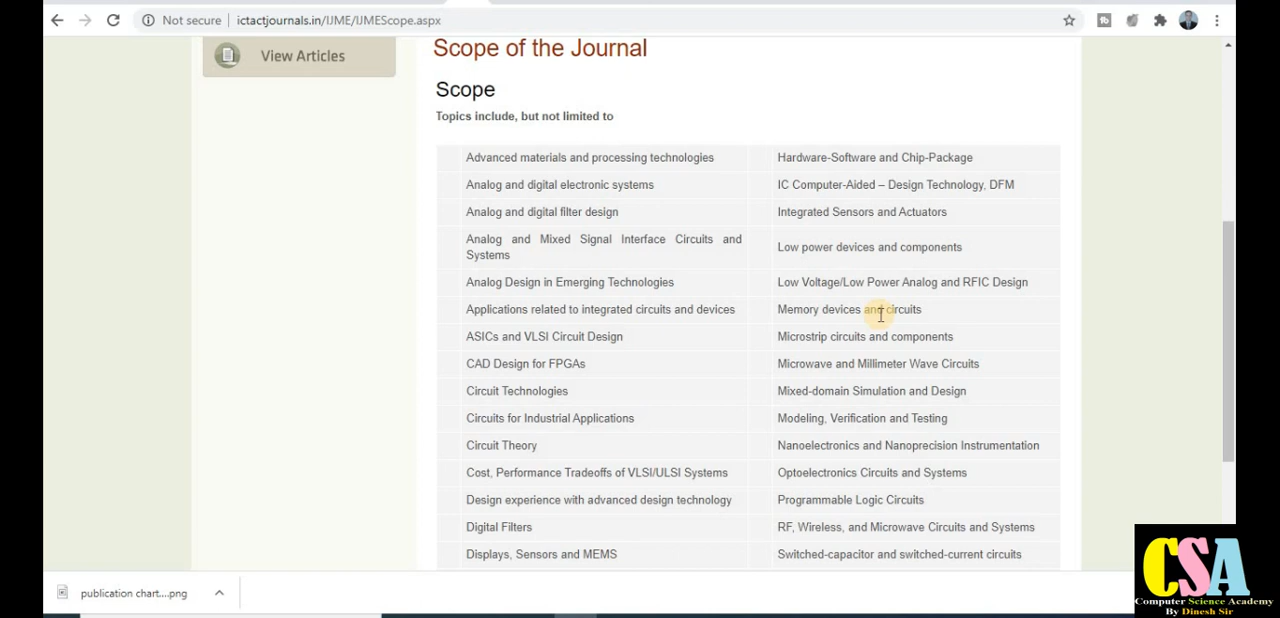 Not secure | ictactjournals.in/IJME/IJMEScope.aspx
View Articles
Scope of the Journal
Scope
Topics include, but not limited to
Advanced materials and processing technologies
Hardware-Software and Chip-Package
Analog and digital electronic systems
IC Computer-Aided – Design Technology, DFM
Analog and digital filter design
Integrated Sensors and Actuators
Analog and Mixed Signal Interface Circuits and
Systems
Low power devices and components
Analog Design in Emerging Technologies
Low Voltage/Low Power Analog and RFIC Design
Applications related to integrated circuits and devices
Memory devices and circuits
ASICs and VLSI Circuit Design
Microstrip circuits and components
CAD Design for FPGAs
Microwave and Millimeter Wave Circuits
Circuit Technologies
Mixed-domain Simulation and Design
Circuits for Industrial Applications
Modeling, Verification and Testing
Circuit Theory
Nanoelectronics and Nanoprecision Instrumentation
Cost, Performance Tradeoffs of VLSI/ULSI Systems
Optoelectronics Circuits and Systems
Design experience with advanced design technology
Programmable Logic Circuits
Digital Filters
RF, Wireless, and Microwave Circuits and Systems
Displays, Sensors and MEMS
Switched-capacitor and switched-current circuits
publication chart....png
CSA
Computer Science Academy
By Dinesh Sir